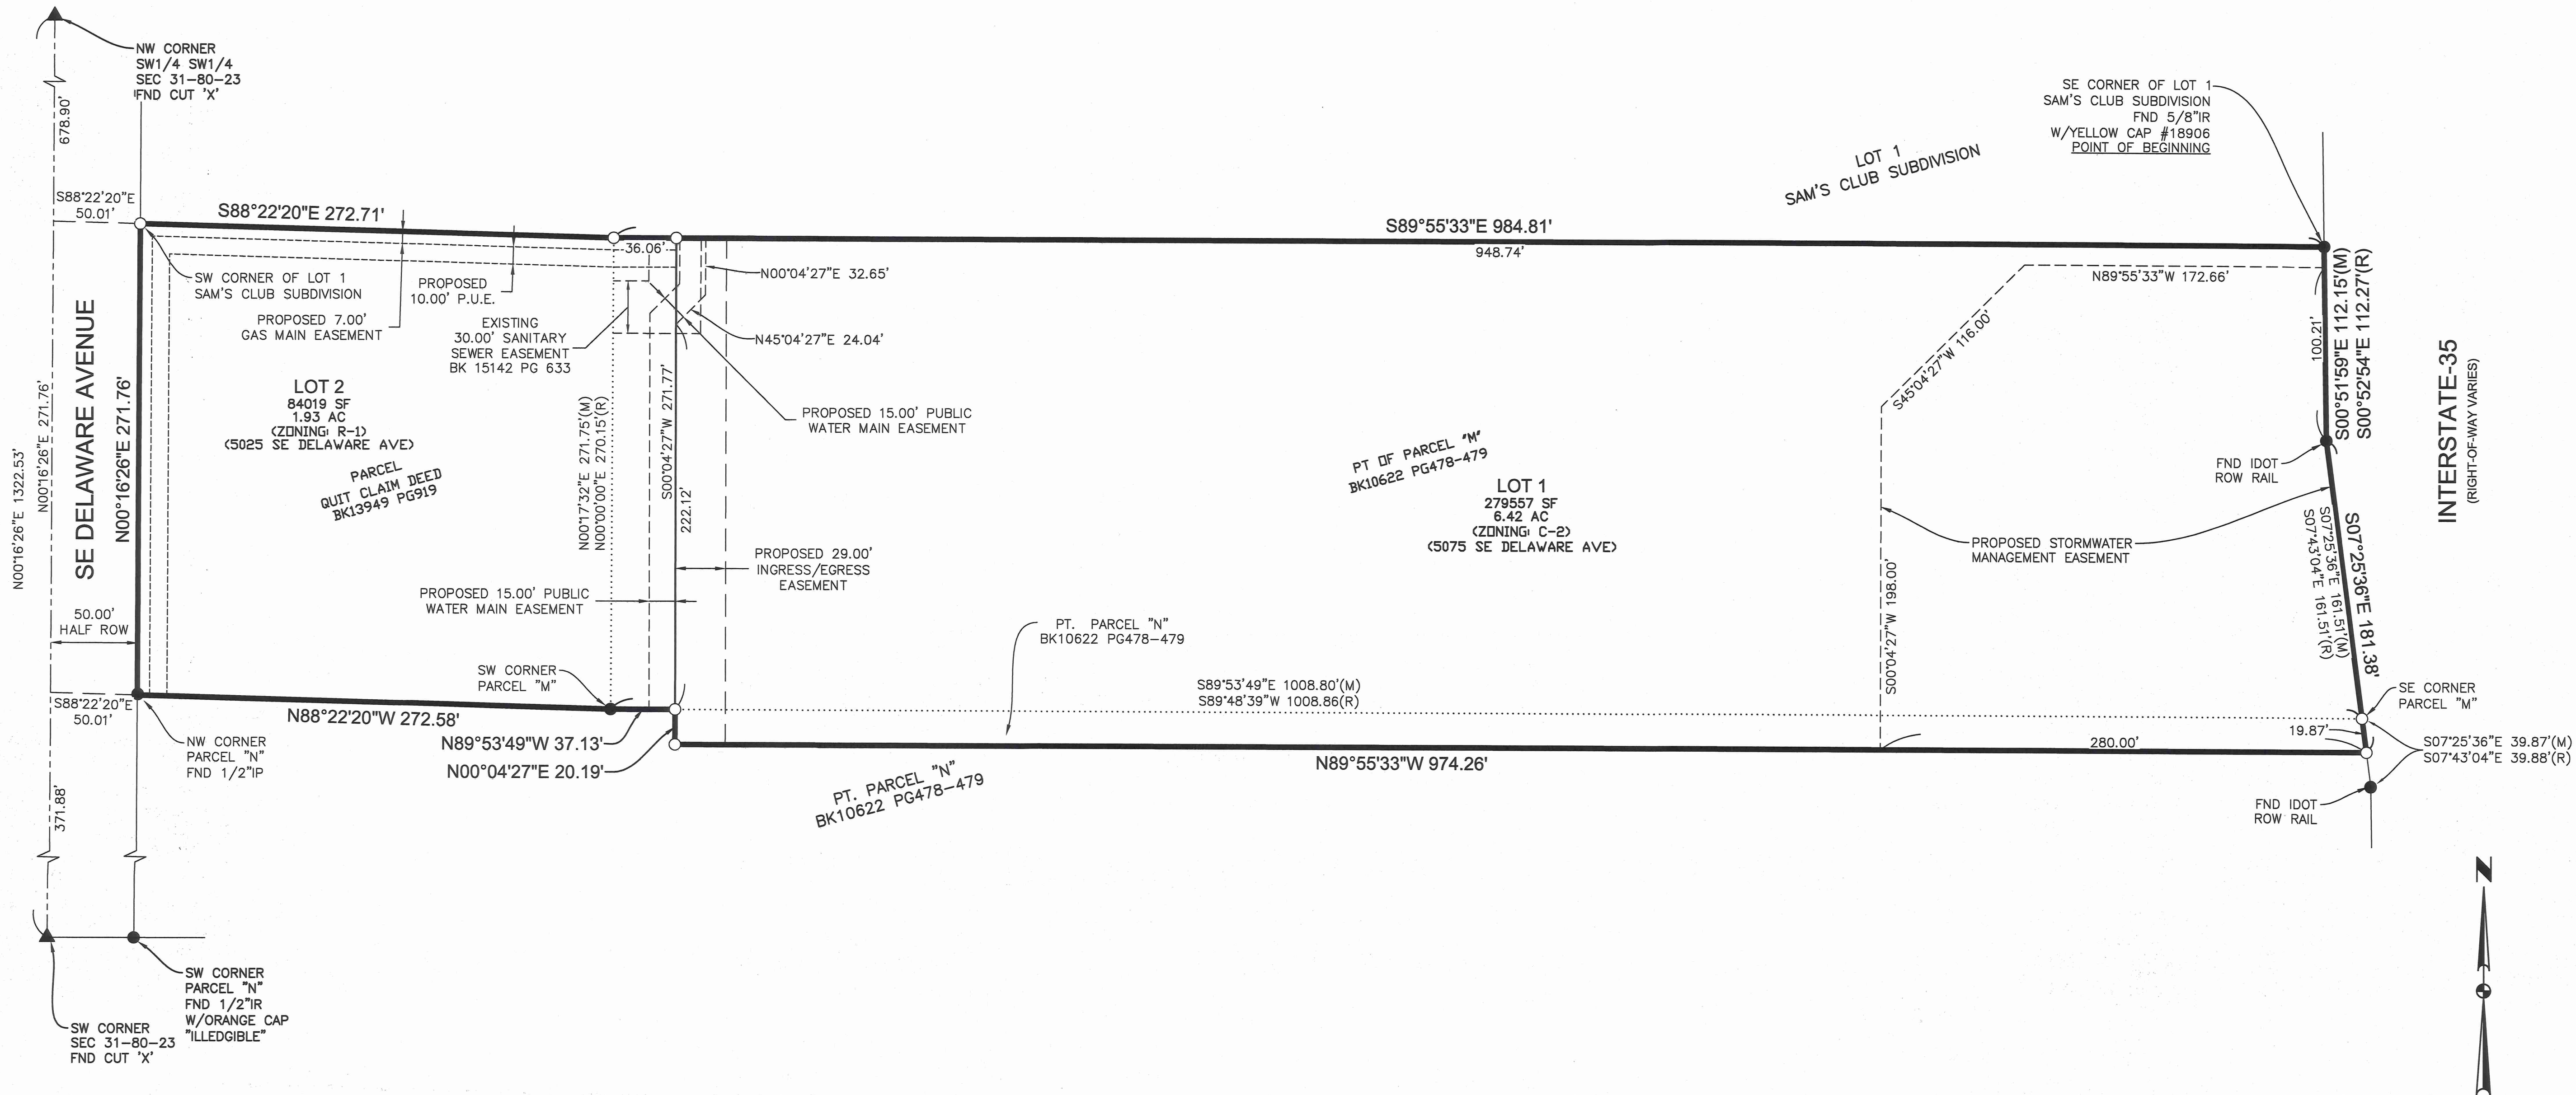 NW CORNER
SW1/4 SW1/4
SEC 31-80-23
FND CUT 'X'
678.90'
S88°22'20"E
50.01'
S88°22'20"E 272.71'
36.06'
S89°55'33"E 984.81'
948.74'
LOT 1
SAM'S CLUB SUBDIVISION
SE CORNER OF LOT 1
SAM'S CLUB SUBDIVISION
FND 5/8"IR
W/YELLOW CAP #18906
POINT OF BEGINNING
SW CORNER OF LOT 1
SAM'S CLUB SUBDIVISION
PROPOSED 7.00'
GAS MAIN EASEMENT
PROPOSED
10.00' P.U.E.
EXISTING
30.00' SANITARY
SEWER EASEMENT
BK 15142 PG 633
N00°04'27"E 32.65'
N45°04'27"E 24.04'
PROPOSED 15.00' PUBLIC
WATER MAIN EASEMENT
N89°55'33"W 172.66'
S45°04'27"W 116.00'
100.21'
S00°51'59"E 112.15'(M)
S00°52'54"E 112.27'(R)
INTERSTATE-35
(RIGHT-OF-WAY VARIES)
N00°16'26"E 1322.53'
N00°16'26"E 271.76'
SE DELAWARE AVENUE
N00°16'26"E 271.76'
LOT 2
84019 SF
1.93 AC
(ZONING: R-1)
(5025 SE DELAWARE AVE)
PARCEL
QUIT CLAIM DEED
BK13949 PG919
N00°17'32"E 271.75'(M)
N00°00'00"E 270.15'(R)
S00°04'27"W 271.77'
222.12'
PROPOSED 29.00'
INGRESS/EGRESS
EASEMENT
PROPOSED 15.00' PUBLIC
WATER MAIN EASEMENT
PT OF PARCEL "M"
BK10622 PG478-479
LOT 1
279557 SF
6.42 AC
(ZONING: C-2)
(5075 SE DELAWARE AVE)
FND IDOT
ROW RAIL
PROPOSED STORMWATER
MANAGEMENT EASEMENT
S00°04'27"W 198.00'
S07°25'36"E 181.38'
S07°25'36"E 161.51'(M)
S07°43'04"E 161.51'(R)
50.00'
HALF ROW
PT. PARCEL "N"
BK10622 PG478-479
SW CORNER
PARCEL "M"
S89°53'49"E 1008.80'(M)
S89°48'39"W 1008.86(R)
SE CORNER
PARCEL "M"
S88°22'20"E
50.01'
N88°22'20"W 272.58'
N89°53'49"W 37.13'
N00°04'27"E 20.19'
N89°55'33"W 974.26'
280.00'
19.87'
S07°25'36"E 39.87'(M)
S07°43'04"E 39.88'(R)
NW CORNER
PARCEL "N"
FND 1/2"IP
PT. PARCEL "N"
BK10622 PG478-479
FND IDOT
ROW RAIL
371.88'
SW CORNER
PARCEL "N"
FND 1/2"IR
W/ORANGE CAP
"ILLEDGIBLE"
SW CORNER
SEC 31-80-23
FND CUT 'X'
N